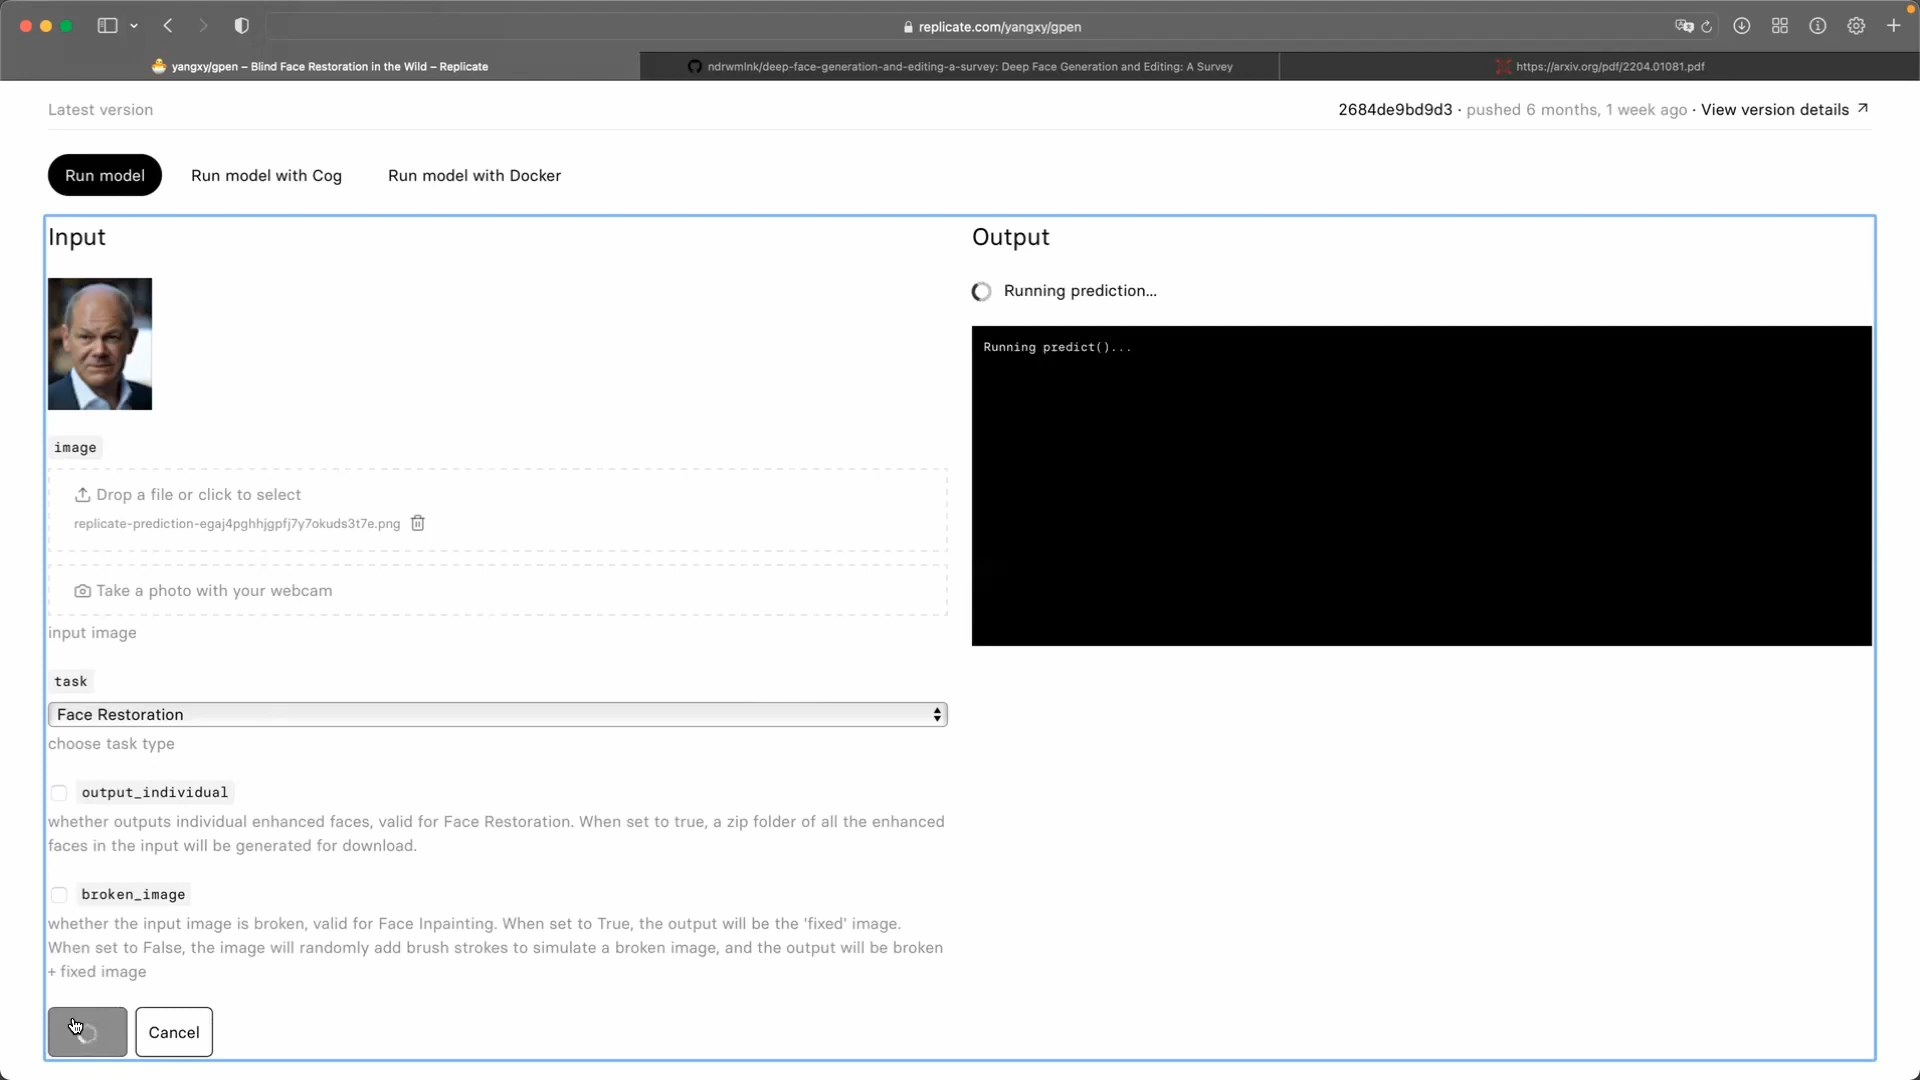 replicate.com/yangxy/gpen
yangxy/gpen – Blind Face Restoration in the Wild – Replicate
ndrwmlnk/deep-face-generation-and-editing-a-survey: Deep Face Generation and Editing: A Survey
https://arxiv.org/pdf/2204.01081.pdf
Latest version
2684de9bd9d3 · pushed 6 months, 1 week ago · View version details ↗
Run model
Run model with Cog
Run model with Docker
Input
image
Drop a file or click to select
replicate-prediction-egaj4pghhjgpfj7y7okuds3t7e.png
Take a photo with your webcam
input image
task
Face Restoration
choose task type
output_individual
whether outputs individual enhanced faces, valid for Face Restoration. When set to true, a zip folder of all the enhanced
faces in the input will be generated for download.
broken_image
whether the input image is broken, valid for Face Inpainting. When set to True, the output will be the 'fixed' image.
When set to False, the image will randomly add brush strokes to simulate a broken image, and the output will be broken
+ fixed image
Cancel
Output
Running prediction...
Running predict()...